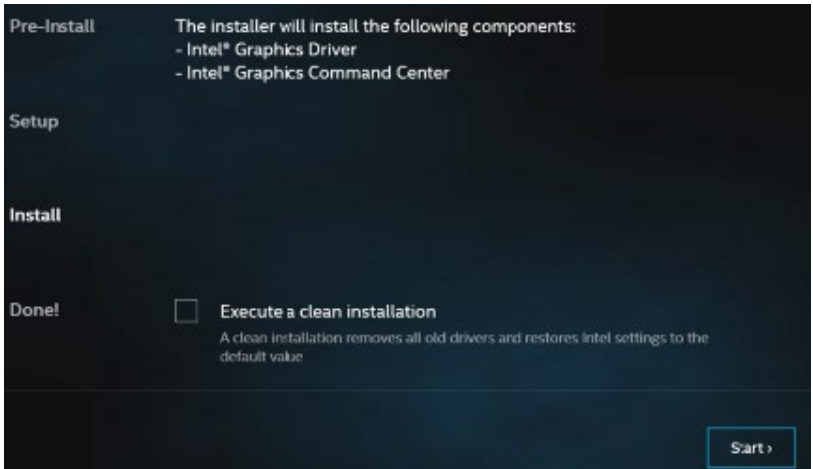 Pre-Install
The installer will install the following components:
- Intel® Graphics Driver
- Intel® Graphics Command Center
Setup
Install
Done!
Execute a clean installation
A clean installation removes all old drivers and restores Intel settings to the
default value
Start ›